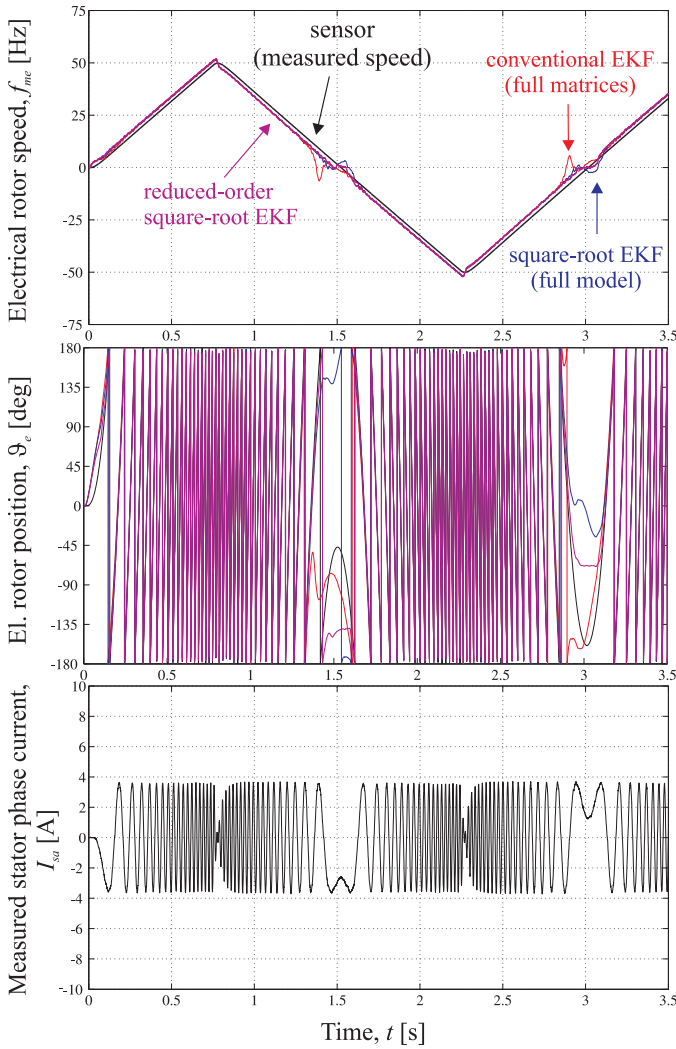 Electrical rotor speed, f_me [Hz]
75
50
25
0
-25
-50
75
0 0.5 1 1.5 2 2.5 3 3.5
sensor
(measured speed)
conventional EKF
(full matrices)
reduced-order
square-root EKF
square-root EKF
(full model)
El. rotor position, ϑ_e [deg]
180
135
90
45
0
-45
-90
-135
-180
0 0.5 1 1.5 2 2.5 3 3.5
Measured stator phase current,
I_sa [A]
10
8
6
4
2
0
-2
-4
-6
-8
-10
0 0.5 1 1.5 2 2.5 3 3.5
Time, t [s]